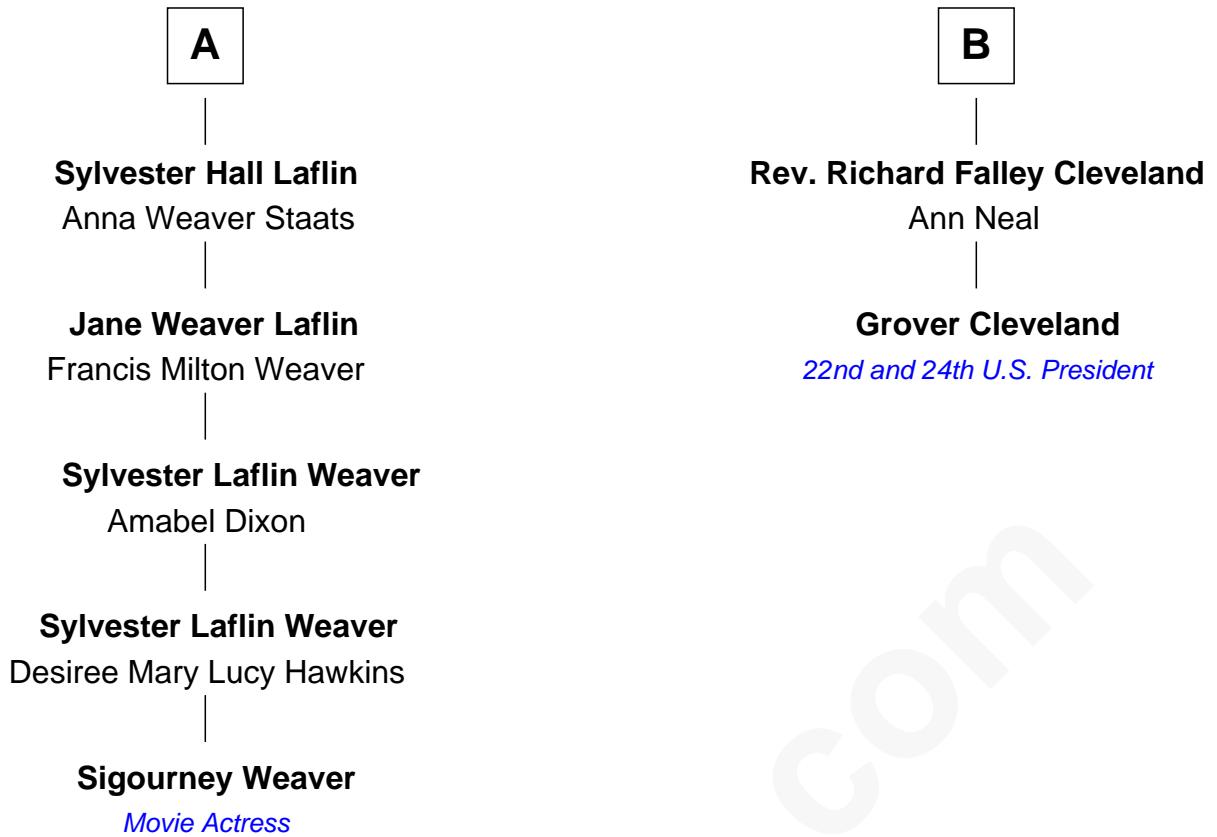 A
Sylvester Hall Laflin
Anna Weaver Staats
Jane Weaver Laflin
Francis Milton Weaver
Sylvester Laflin Weaver
Amabel Dixon
Sylvester Laflin Weaver
Desiree Mary Lucy Hawkins
Sigourney Weaver
Movie Actress
B
Rev. Richard Falley Cleveland
Ann Neal
Grover Cleveland
22nd and 24th U.S. President
com